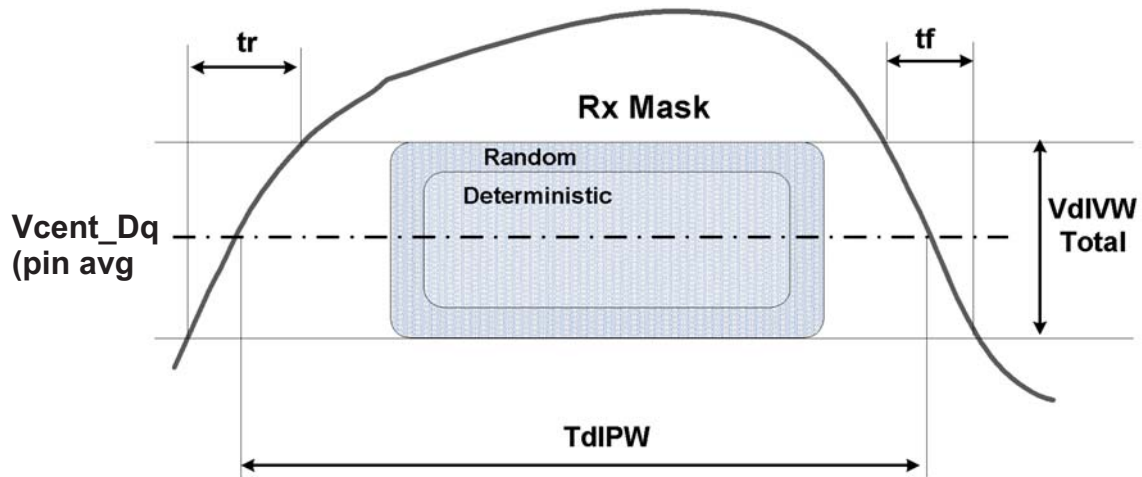 tr
tf
Rx Mask
Random
Deterministic
Vcent_Dq
(pin avg
VdIVW
Total
TdIPW